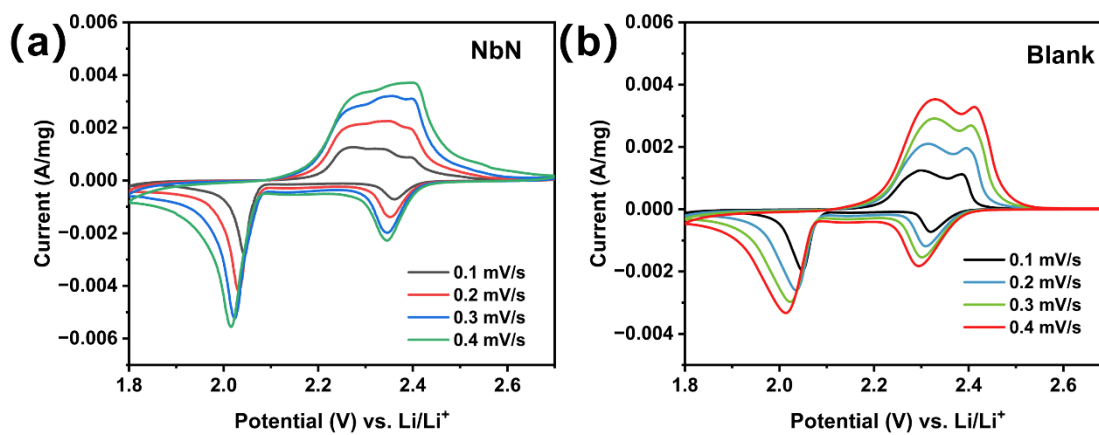 (a)
NbN
0.006
0.004
0.002
0.000
−0.002
−0.004
−0.006
Current (A/mg)
0.1 mV/s
0.2 mV/s
0.3 mV/s
0.4 mV/s
1.8 2.0 2.2 2.4 2.6
Potential (V) vs. Li/Li⁺
(b)
Blank
0.006
0.004
0.002
0.000
−0.002
−0.004
Current (A/mg)
0.1 mV/s
0.2 mV/s
0.3 mV/s
0.4 mV/s
1.8 2.0 2.2 2.4 2.6
Potential (V) vs. Li/Li⁺